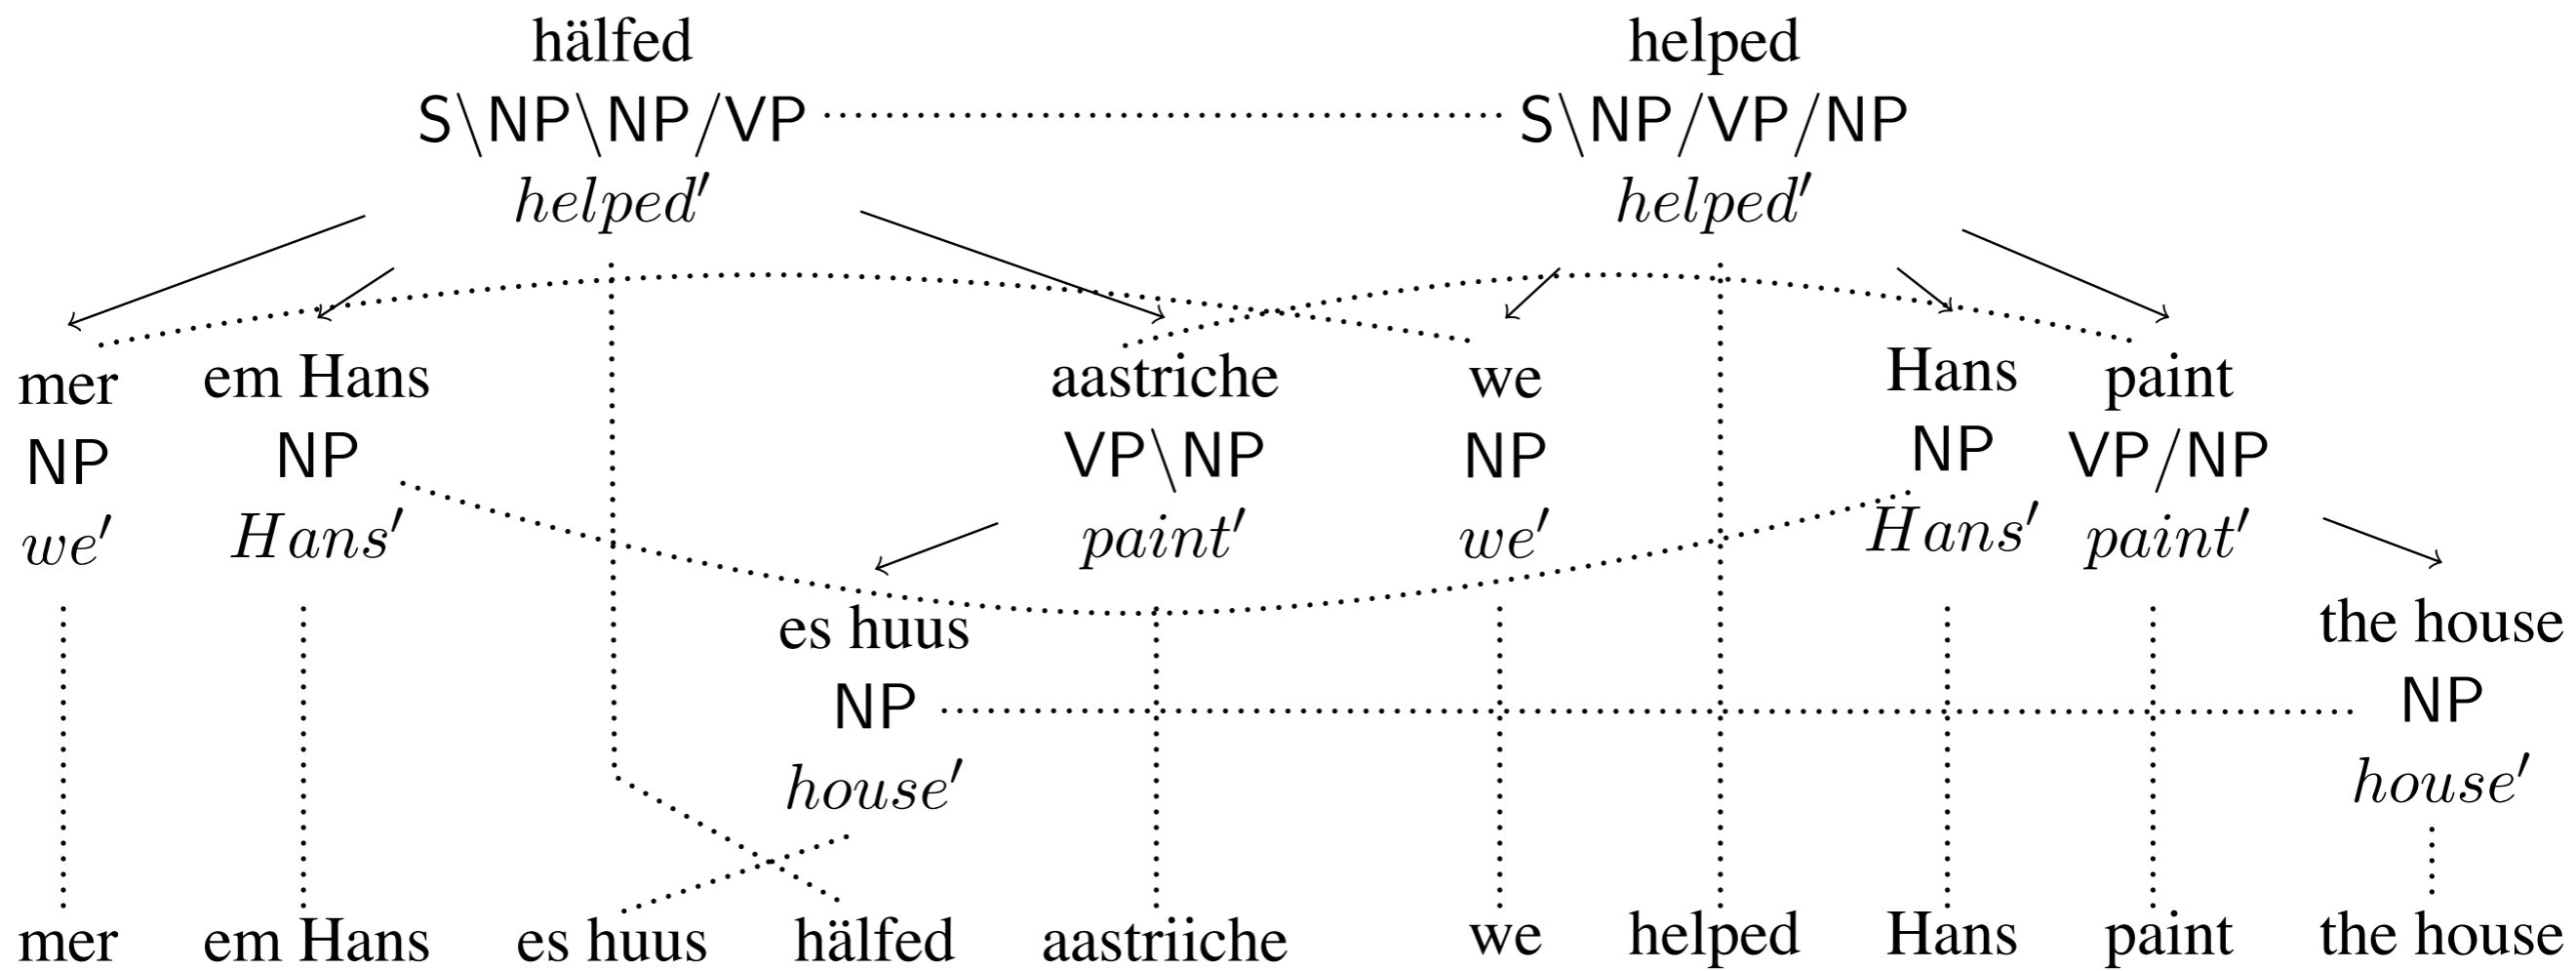 hälfed helped
S\NP\NP/VP S\NP/VP/NP
helped′ helped′
mer em Hans aastriche we Hans paint
NP NP VP\NP NP NP VP/NP
we′ Hans′ paint′ we′ Hans′ paint′
es huus the house
NP NP
house′ house′
mer em Hans es huus hälfed aastriiche we helped Hans paint the house